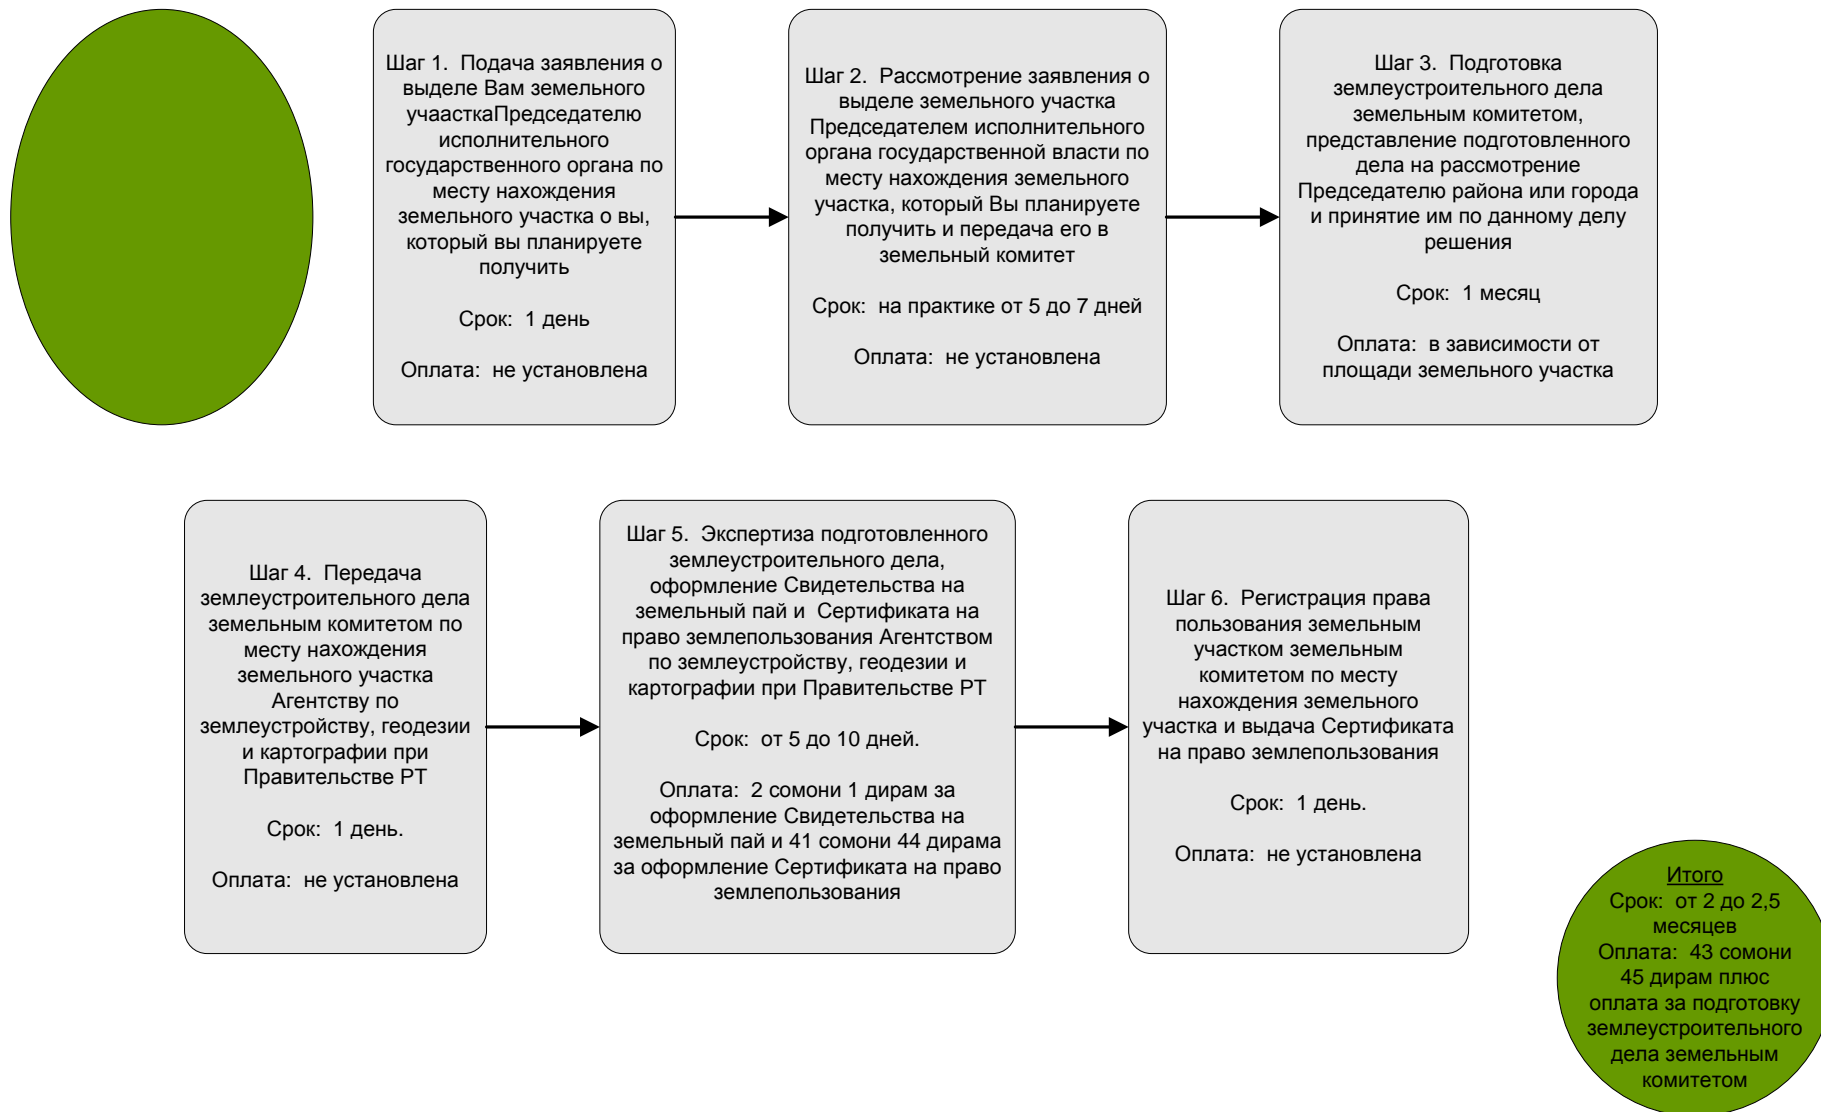 Шаг 1. Подача заявления о
выделе Вам земельного
учаасткаПредседателю
исполнительного
государственного органа по
месту нахождения
земельного участка о вы,
который вы планируете
получить
Срок: 1 день
Оплата: не установлена
Шаг 2. Рассмотрение заявления о
выделе земельного участка
Председателем исполнительного
органа государственной власти по
месту нахождения земельного
участка, который Вы планируете
получить и передача его в
земельный комитет
Срок: на практике от 5 до 7 дней
Оплата: не установлена
Шаг 3. Подготовка
землеустроительного дела
земельным комитетом,
представление подготовленного
дела на рассмотрение
Председателю района или города
и принятие им по данному делу
решения
Срок: 1 месяц
Оплата: в зависимости от
площади земельного участка
Шаг 4. Передача
землеустроительного дела
земельным комитетом по
месту нахождения
земельного участка
Агентству по
землеустройству, геодезии
и картографии при
Правительстве РТ
Срок: 1 день.
Оплата: не установлена
Шаг 5. Экспертиза подготовленного
землеустроительного дела,
оформление Свидетельства на
земельный пай и Сертификата на
право землепользования Агентством
по землеустройству, геодезии и
картографии при Правительстве РТ
Срок: от 5 до 10 дней.
Оплата: 2 сомони 1 дирам за
оформление Свидетельства на
земельный пай и 41 сомони 44 дирама
за оформление Сертификата на право
землепользования
Шаг 6. Регистрация права
пользования земельным
участком земельным
комитетом по месту
нахождения земельного
участка и выдача Сертификата
на право землепользования
Срок: 1 день.
Оплата: не установлена
Итого
Срок: от 2 до 2,5
месяцев
Оплата: 43 сомони
45 дирам плюс
оплата за подготовку
землеустроительного
дела земельным
комитетом